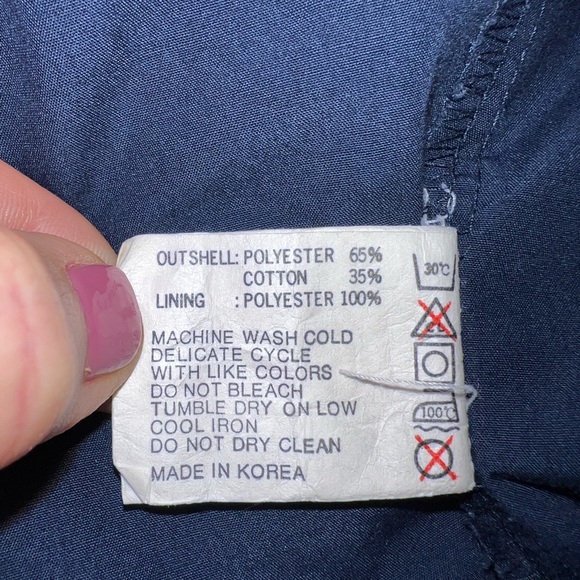 OUTSHELL: POLYESTER 65%
COTTON 35%
LINING : POLYESTER 100%
MACHINE WASH COLD
DELICATE CYCLE
WITH LIKE COLORS
DO NOT BLEACH
TUMBLE DRY ON LOW
COOL IRON
DO NOT DRY CLEAN
MADE IN KOREA
30°C
100°C